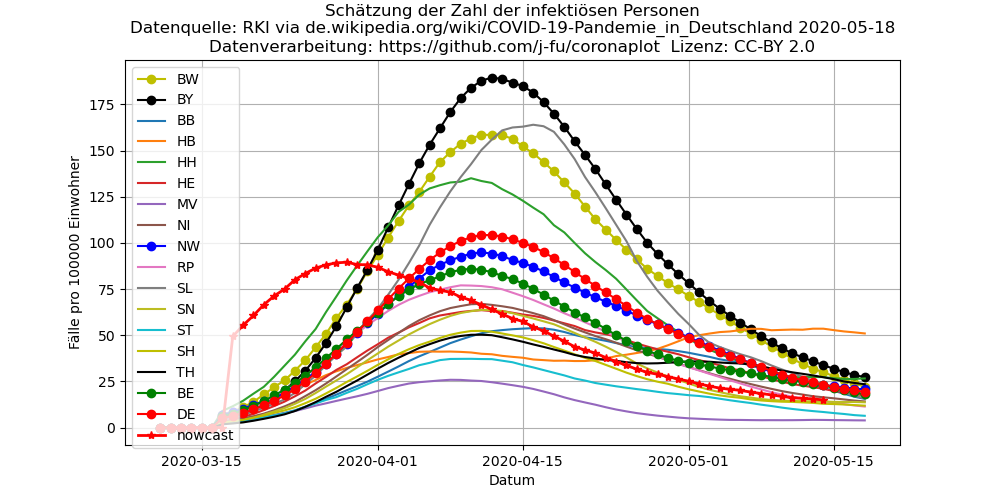 Schätzung der Zahl der infektiösen Personen
Datenquelle: RKI via de.wikipedia.org/wiki/COVID-19-Pandemie_in_Deutschland 2020-05-18
Datenverarbeitung: https://github.com/j-fu/coronaplot  Lizenz: CC-BY 2.0
Fälle pro 100000 Einwohner
175
150
125
100
75
50
25
0
BW
BY
BB
HB
HH
HE
MV
NI
NW
RP
SL
SN
ST
SH
TH
BE
DE
nowcast
2020-03-15
2020-04-01
2020-04-15
2020-05-01
2020-05-15
Datum